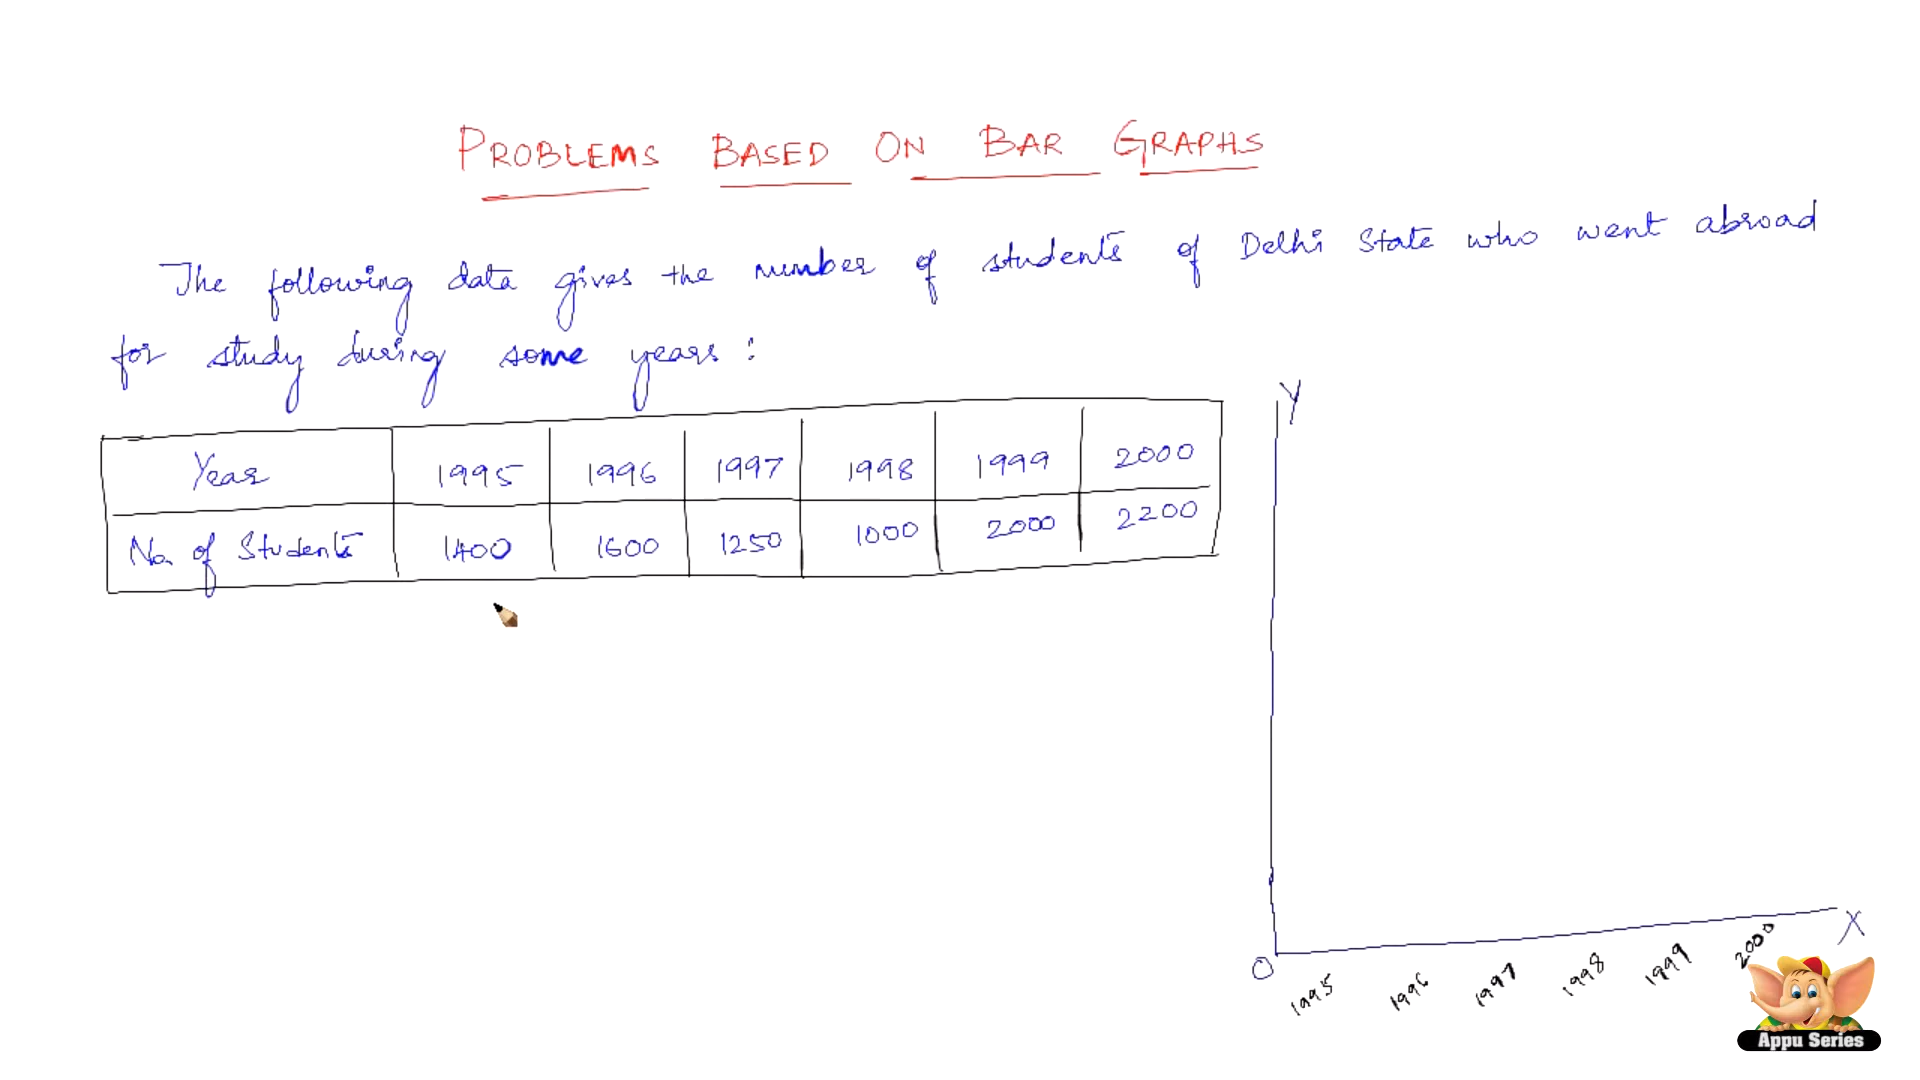 PROBLEMS BASED ON BAR GRAPHS
The following data gives the number of students of Delhi State who went abroad
for study during some years :
Year 1995 1996 1997 1998 1999 2000
No. of Students 1400 1600 1250 1000 2000 2200
Y
O
X
1995 1996 1997 1998 1999 2000
Appu Series